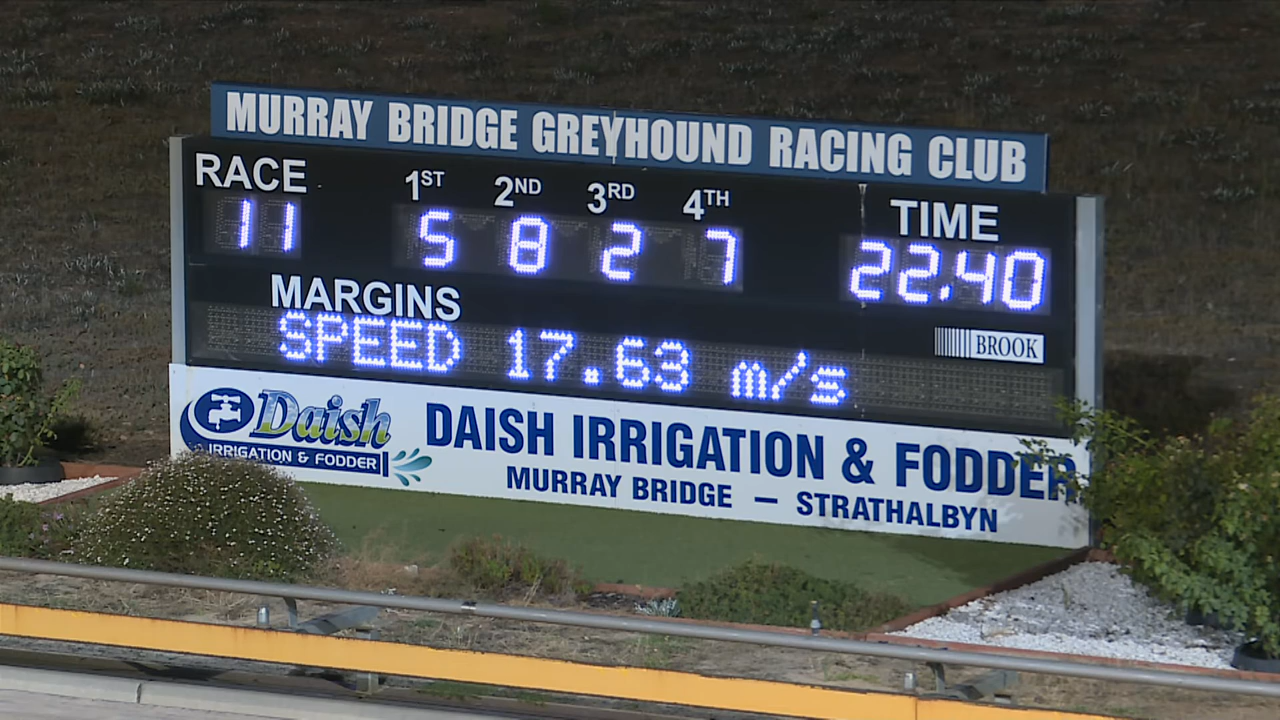 MURRAY BRIDGE GREYHOUND RACING CLUB
RACE 1ST 2ND 3RD 4TH TIME
11 5 8 2 7 22.40
MARGINS
SPEED 17.63 m/s
BROOK
Daish
IRRIGATION & FODDER
DAISH IRRIGATION & FODDER
MURRAY BRIDGE – STRATHALBYN